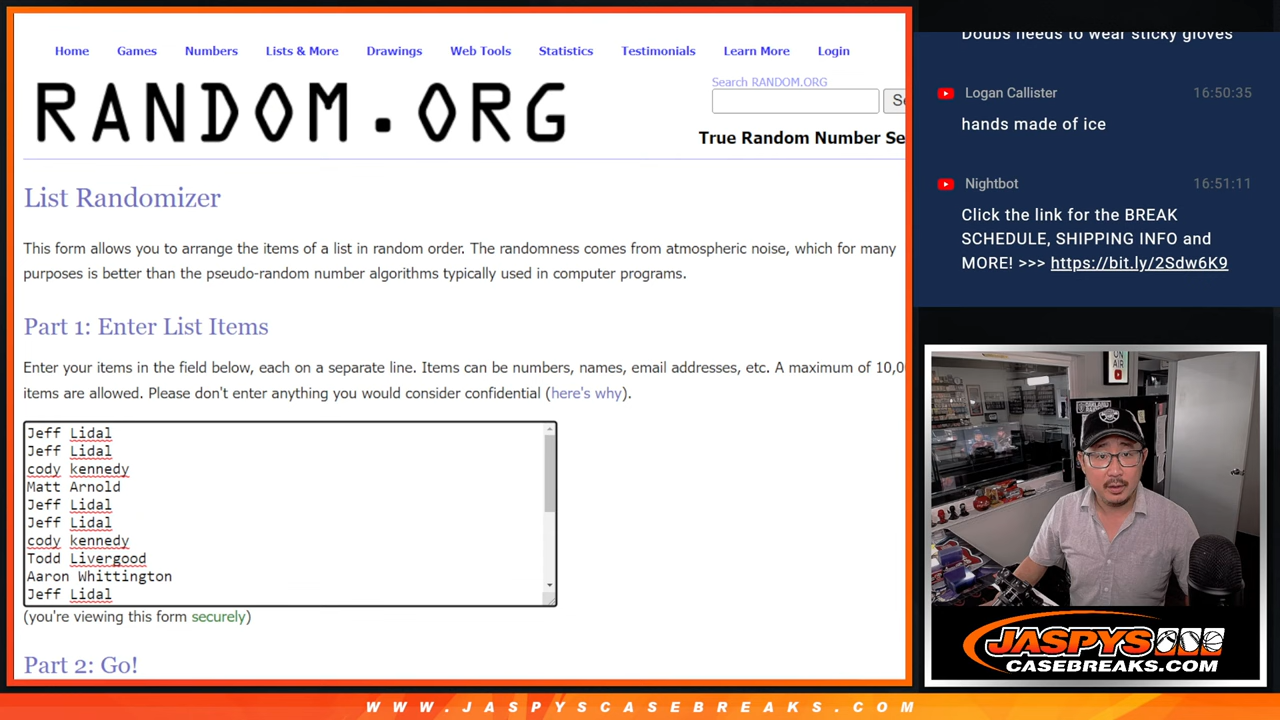 Home Games Numbers Lists & More Drawings Web Tools Statistics Testimonials Learn More Login
RANDOM.ORG
Search RANDOM.ORG
True Random Number Se
List Randomizer
This form allows you to arrange the items of a list in random order. The randomness comes from atmospheric noise, which for many
purposes is better than the pseudo-random number algorithms typically used in computer programs.
Part 1: Enter List Items
Enter your items in the field below, each on a separate line. Items can be numbers, names, email addresses, etc. A maximum of 10,0
items are allowed. Please don't enter anything you would consider confidential (here's why).
Jeff Lidal
Jeff Lidal
cody kennedy
Matt Arnold
Jeff Lidal
Jeff Lidal
cody kennedy
Todd Livergood
Aaron Whittington
Jeff Lidal
(you're viewing this form securely)
Part 2: Go!
Doubs needs to wear sticky gloves
Logan Callister 16:50:35
hands made of ice
Nightbot 16:51:11
Click the link for the BREAK
SCHEDULE, SHIPPING INFO and
MORE! >>> https://bit.ly/2Sdw6K9
ON
AIR
JASPYS
CASEBREAKS.COM
WWW.JASPYSCASEBREAKS.COM